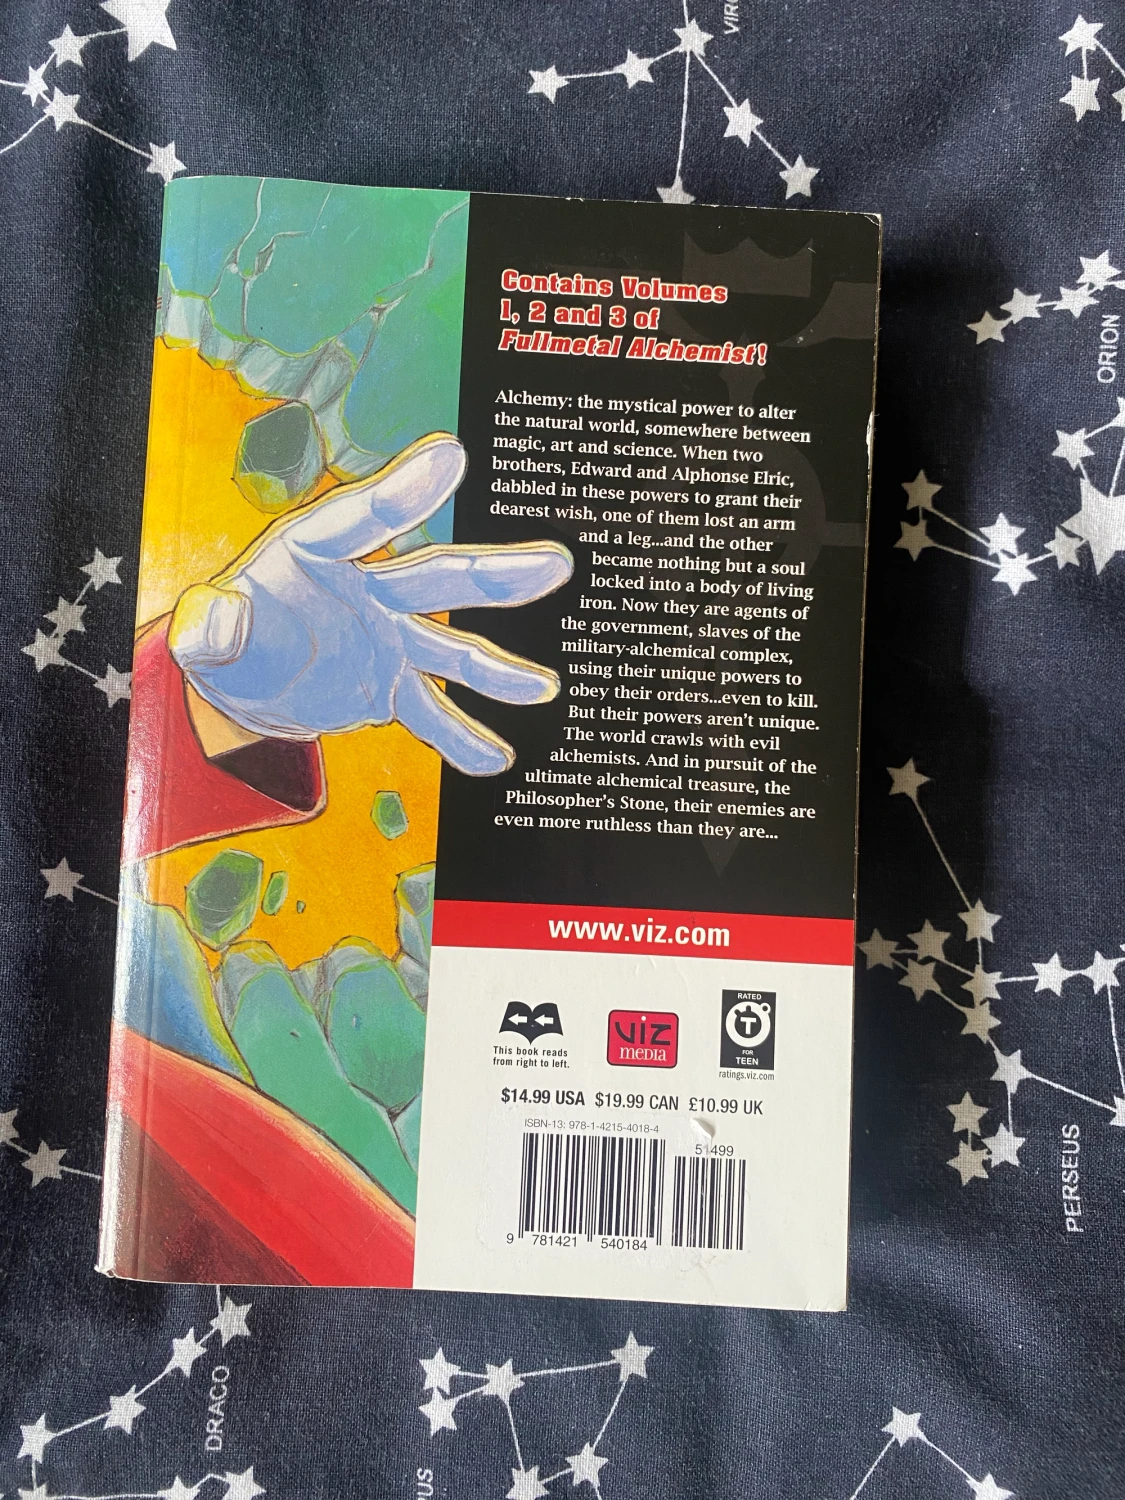 VIR
ORION
Contains Volumes
1, 2 and 3 of
Fullmetal Alchemist!
Alchemy: the mystical power to alter
the natural world, somewhere between
magic, art and science. When two
brothers, Edward and Alphonse Elric,
dabbled in these powers to grant their
dearest wish, one of them lost an arm
and a leg...and the other
became nothing but a soul
locked into a body of living
iron. Now they are agents of
the government, slaves of the
military-alchemical complex,
using their unique powers to
obey their orders...even to kill.
But their powers aren't unique.
The world crawls with evil
alchemists. And in pursuit of the
ultimate alchemical treasure, the
Philosopher's Stone, their enemies are
even more ruthless than they are...
www.viz.com
This book reads
from right to left.
VIZ
MEDIA
RATED
T
FOR
TEEN
ratings.viz.com
$14.99 USA $19.99 CAN £10.99 UK
ISBN-13: 978-1-4215-4018-4
51499
9 781421 540184
PERSEUS
DRACO
PUS